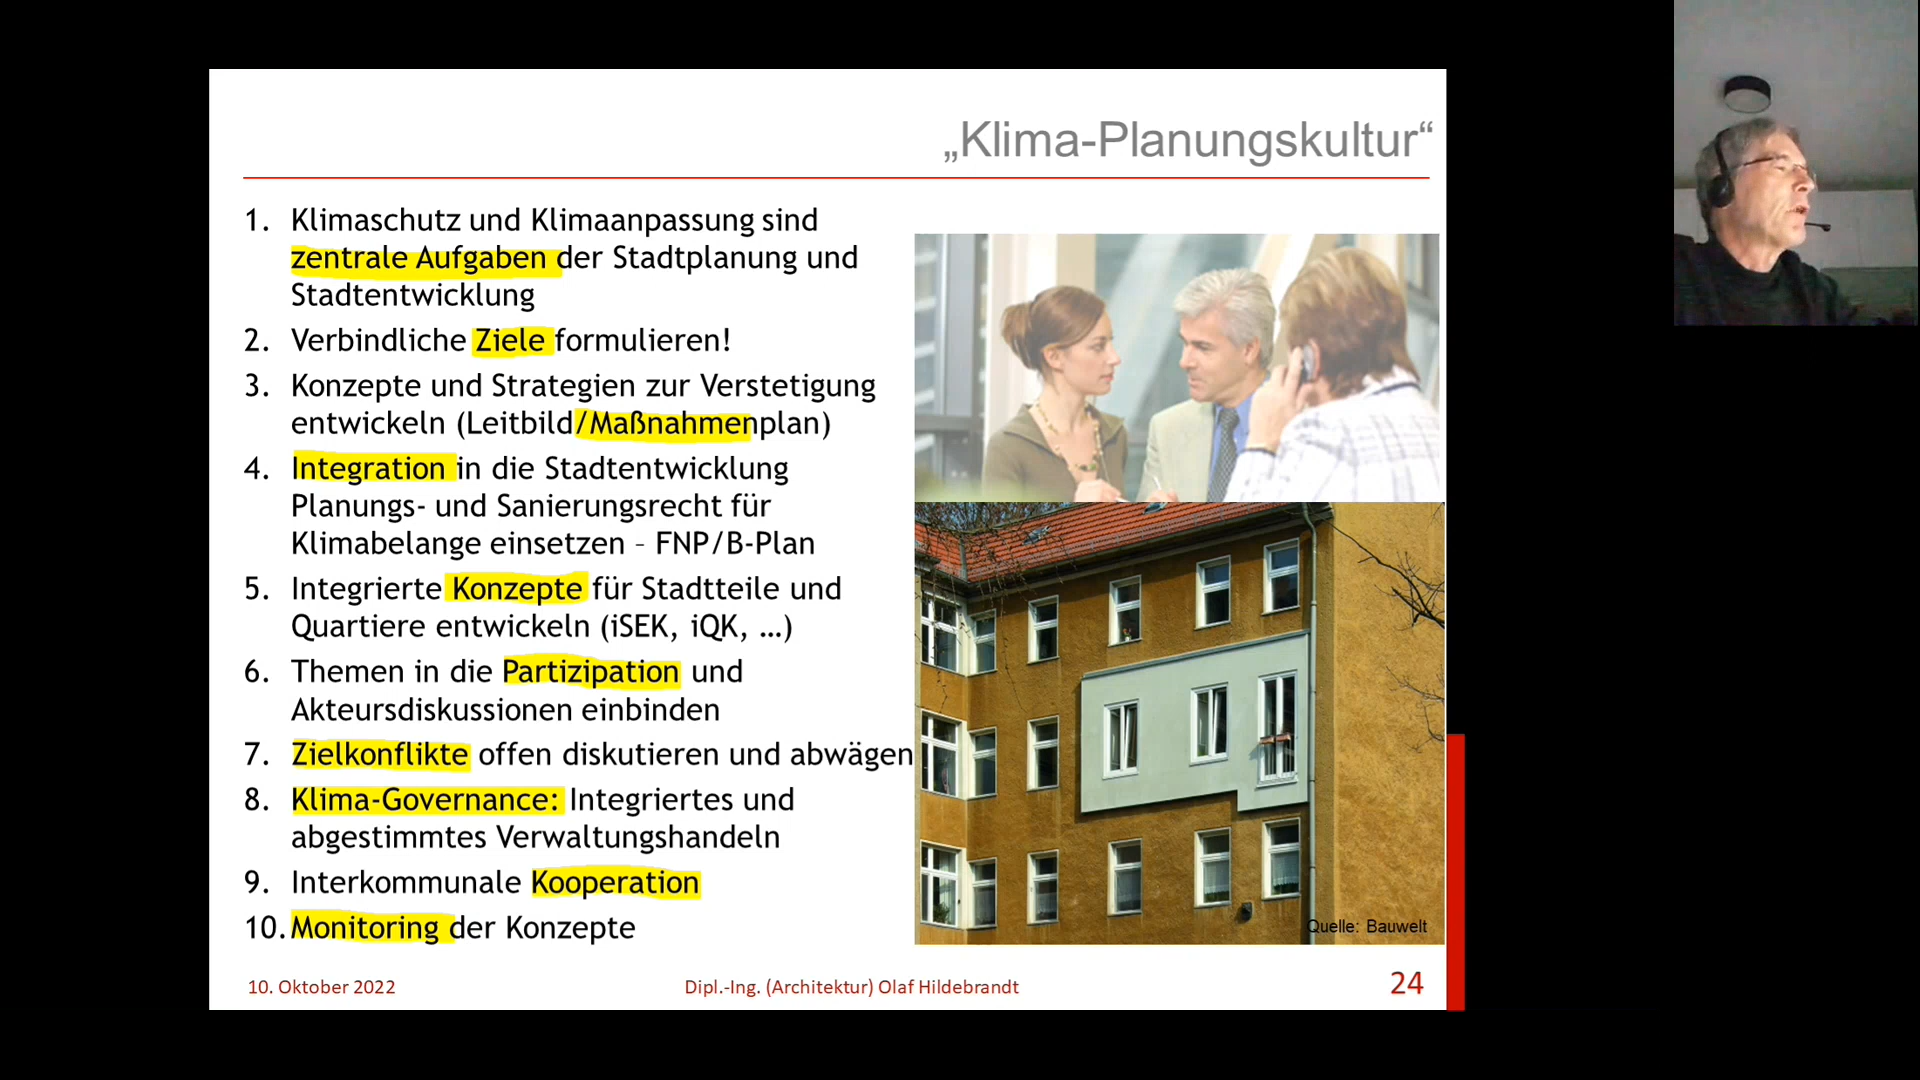 „Klima-Planungskultur“
1. Klimaschutz und Klimaanpassung sind
zentrale Aufgaben der Stadtplanung und
Stadtentwicklung
2. Verbindliche Ziele formulieren!
3. Konzepte und Strategien zur Verstetigung
entwickeln (Leitbild/Maßnahmenplan)
4. Integration in die Stadtentwicklung
Planungs- und Sanierungsrecht für
Klimabelange einsetzen – FNP/B-Plan
5. Integrierte Konzepte für Stadtteile und
Quartiere entwickeln (iSEK, iQK, …)
6. Themen in die Partizipation und
Akteursdiskussionen einbinden
7. Zielkonflikte offen diskutieren und abwägen
8. Klima-Governance: Integriertes und
abgestimmtes Verwaltungshandeln
9. Interkommunale Kooperation
10. Monitoring der Konzepte
Quelle: Bauwelt
10. Oktober 2022
Dipl.-Ing. (Architektur) Olaf Hildebrandt
24